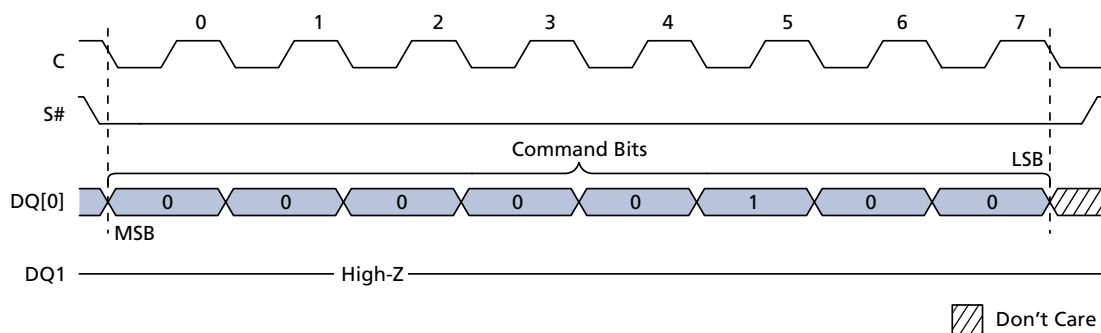 0 1 2 3 4 5 6 7
C
S#
Command Bits
LSB
DQ[0] 0 0 0 0 0 1 0 0
MSB
DQ1 High-Z
Don't Care